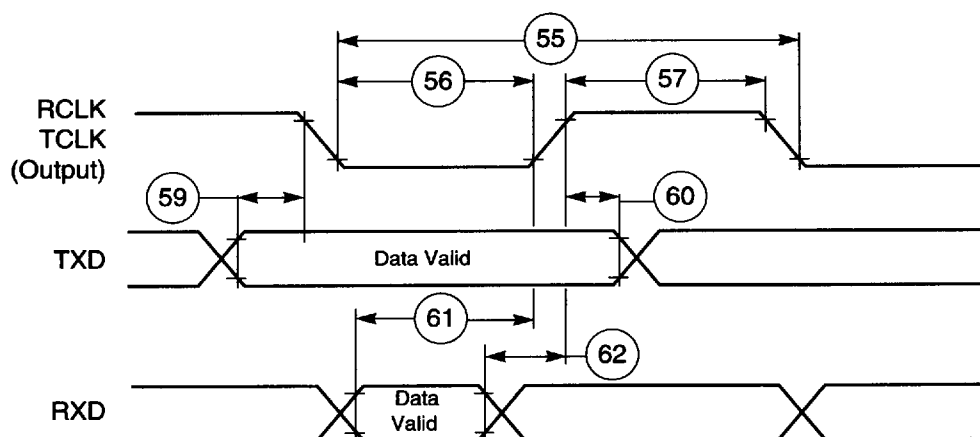 55
56
57
RCLK
TCLK
(Output)
59
60
TXD
Data Valid
61
62
RXD
Data
Valid